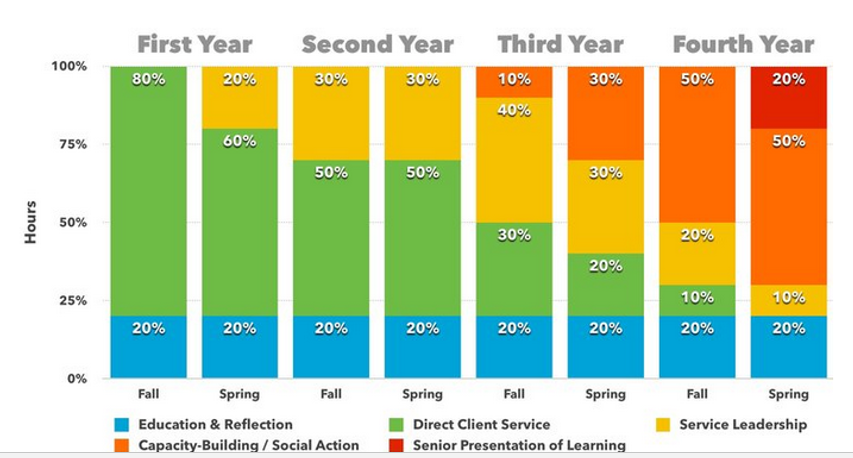 First Year Second Year Third Year Fourth Year
100%
80% 20% 30% 30% 10% 30% 50% 20%
40%
60% 50%
75%
50% 50% 30%
50%
30% 20%
20%
25%
10% 10%
20% 20% 20% 20% 20% 20% 20% 20%
0%
Hours
Fall Spring Fall Spring Fall Spring Fall Spring
Education & Reflection Direct Client Service Service Leadership
Capacity-Building / Social Action Senior Presentation of Learning